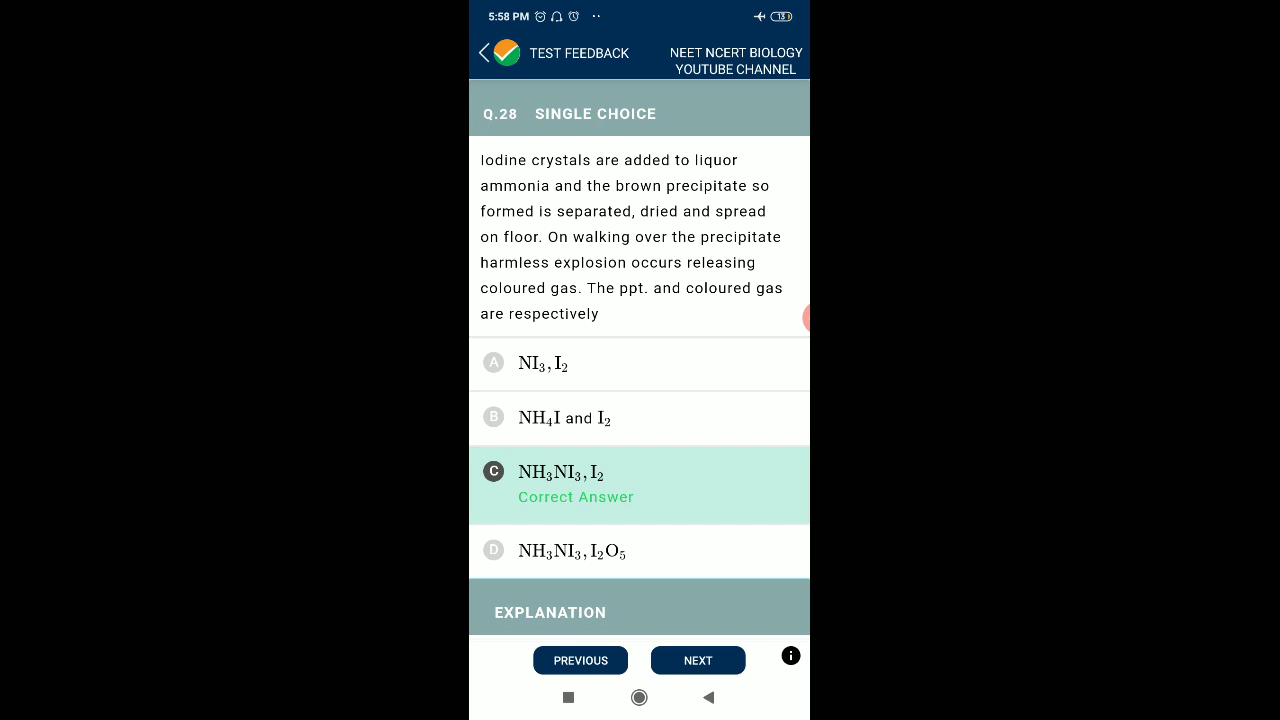 5:58 PM
13
TEST FEEDBACK
NEET NCERT BIOLOGY
YOUTUBE CHANNEL
Q.28 SINGLE CHOICE
Iodine crystals are added to liquor
ammonia and the brown precipitate so
formed is separated, dried and spread
on floor. On walking over the precipitate
harmless explosion occurs releasing
coloured gas. The ppt. and coloured gas
are respectively
A NI₃, I₂
B NH₄I and I₂
C NH₃NI₃, I₂
Correct Answer
D NH₃NI₃, I₂O₅
EXPLANATION
PREVIOUS NEXT